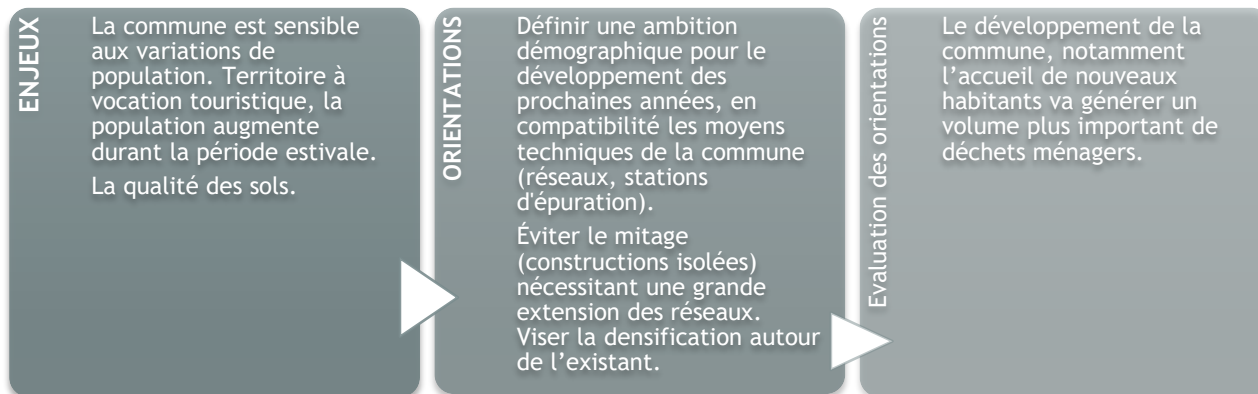 ENJEUX
La commune est sensible
aux variations de
population. Territoire à
vocation touristique, la
population augmente
durant la période estivale.
La qualité des sols.
ORIENTATIONS
Définir une ambition
démographique pour le
développement des
prochaines années, en
compatibilité les moyens
techniques de la commune
(réseaux, stations
d'épuration).
Éviter le mitage
(constructions isolées)
nécessitant une grande
extension des réseaux.
Viser la densification autour
de l’existant.
Evaluation des orientations
Le développement de la
commune, notamment
l’accueil de nouveaux
habitants va générer un
volume plus important de
déchets ménagers.